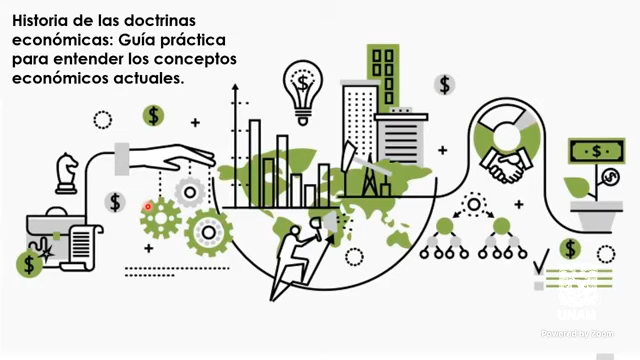 Historia de las doctrinas
económicas: Guía práctica
para entender los conceptos
económicos actuales.
$
$
$
$
$
$
$
$
UNAM
Powered by Zoom